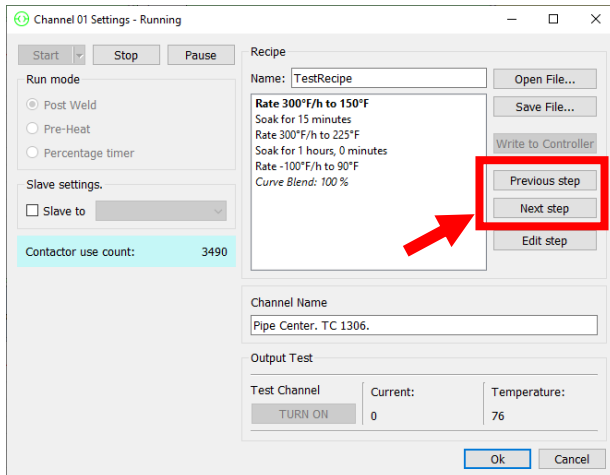 Channel 01 Settings - Running
Start
Stop
Pause
Run mode
Post Weld
Pre-Heat
Percentage timer
Slave settings.
Slave to
Contactor use count: 3490
Recipe
Name: TestRecipe
Rate 300°F/h to 150°F
Soak for 15 minutes
Rate 300°F/h to 225°F
Soak for 1 hours, 0 minutes
Rate -100°F/h to 90°F
Curve Blend: 100 %
Open File...
Save File...
Write to Controller
Previous step
Next step
Edit step
Channel Name
Pipe Center. TC 1306.
Output Test
Test Channel
TURN ON
Current:
0
Temperature:
76
Ok
Cancel